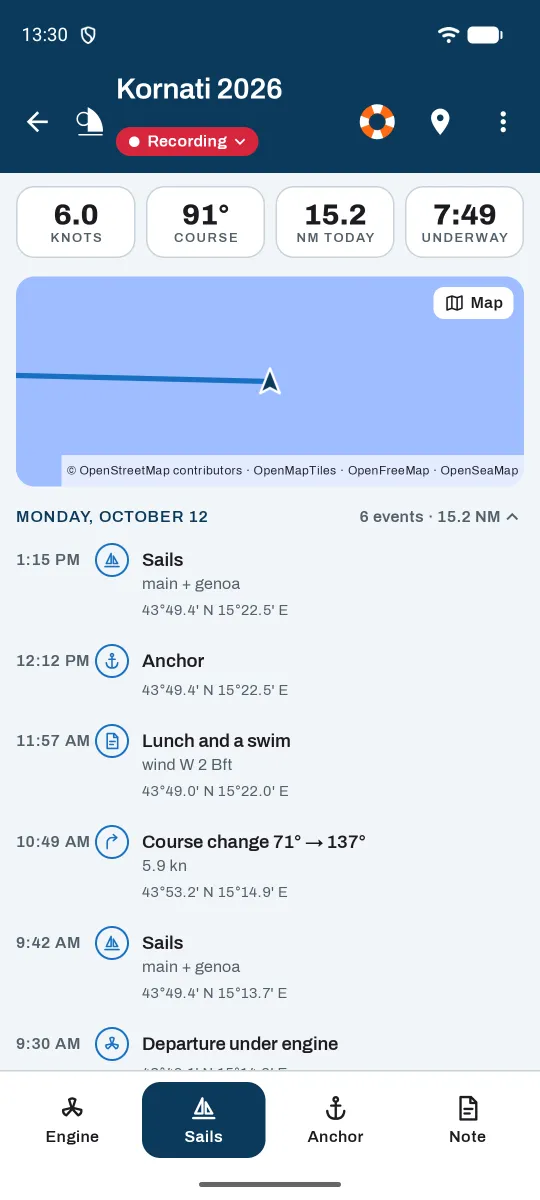 13:30
Kornati 2026
Recording
6.0
KNOTS
91°
COURSE
15.2
NM TODAY
7:49
UNDERWAY
Map
© OpenStreetMap contributors · OpenMapTiles · OpenFreeMap · OpenSeaMap
MONDAY, OCTOBER 12
6 events · 15.2 NM
1:15 PM
Sails
main + genoa
43°49.4' N 15°22.5' E
12:12 PM
Anchor
43°49.4' N 15°22.5' E
11:57 AM
Lunch and a swim
wind W 2 Bft
43°49.0' N 15°22.0' E
10:49 AM
Course change 71° → 137°
5.9 kn
43°53.2' N 15°14.9' E
9:42 AM
Sails
main + genoa
43°49.4' N 15°13.7' E
9:30 AM
Departure under engine
Engine
Sails
Anchor
Note